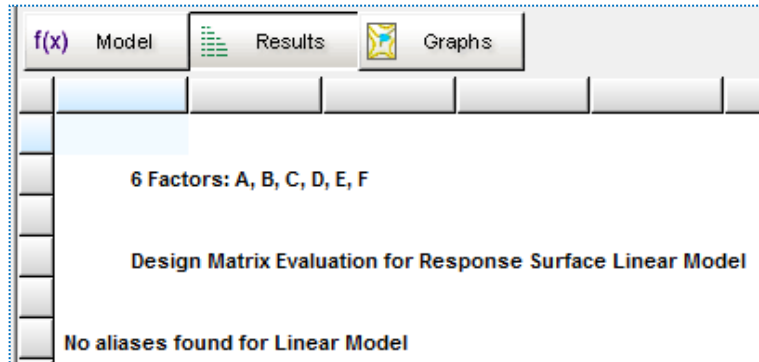 f(x) Model Results Graphs
6 Factors: A, B, C, D, E, F
Design Matrix Evaluation for Response Surface Linear Model
No aliases found for Linear Model